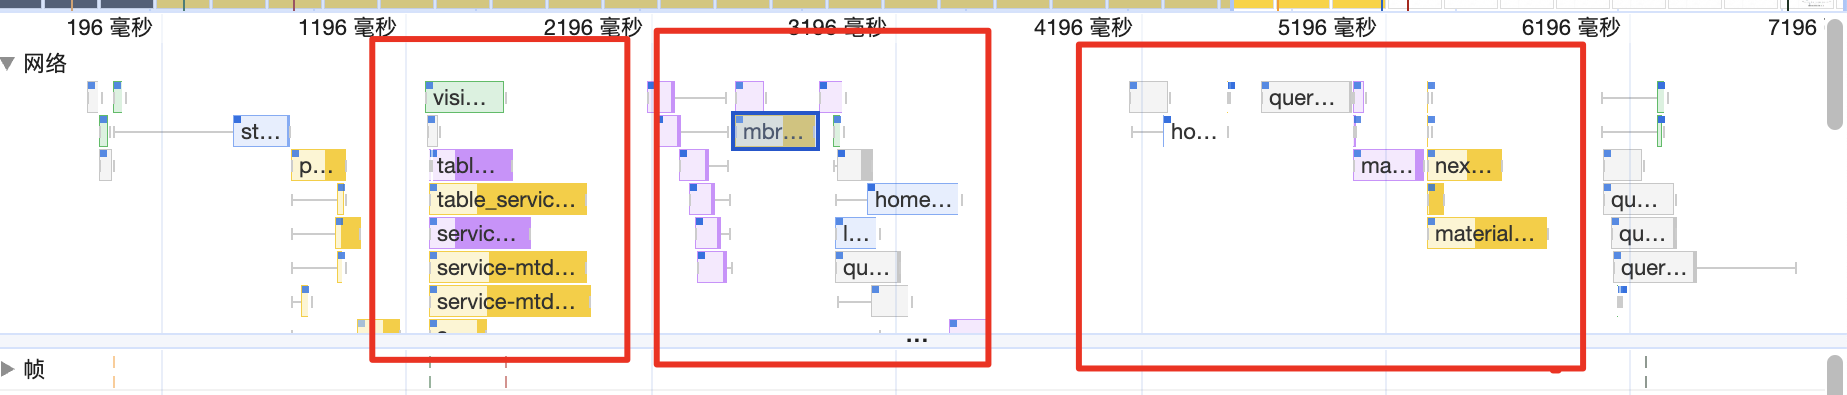 196 毫秒 1196 毫秒 2196 毫秒 3196 毫秒 4196 毫秒 5196 毫秒 6196 毫秒 7196
网络
visi... quer...
st... mbr... ho...
p... tabl... ma... nex...
table_servic... home... qu...
servic... l... material... qu...
service-mtd... qu... quer...
service-mtd...
...
帧